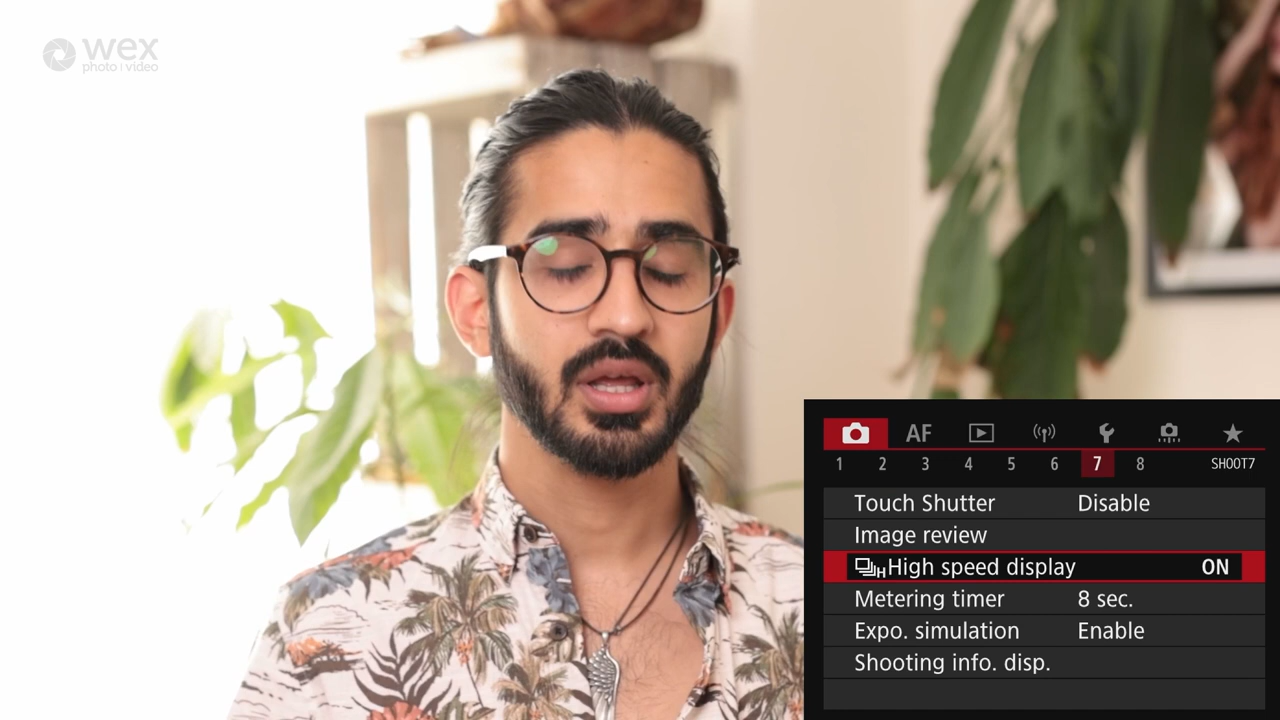 wex
photo | video
AF
1 2 3 4 5 6 7 8 SHOOT7
Touch Shutter Disable
Image review
H High speed display ON
Metering timer 8 sec.
Expo. simulation Enable
Shooting info. disp.